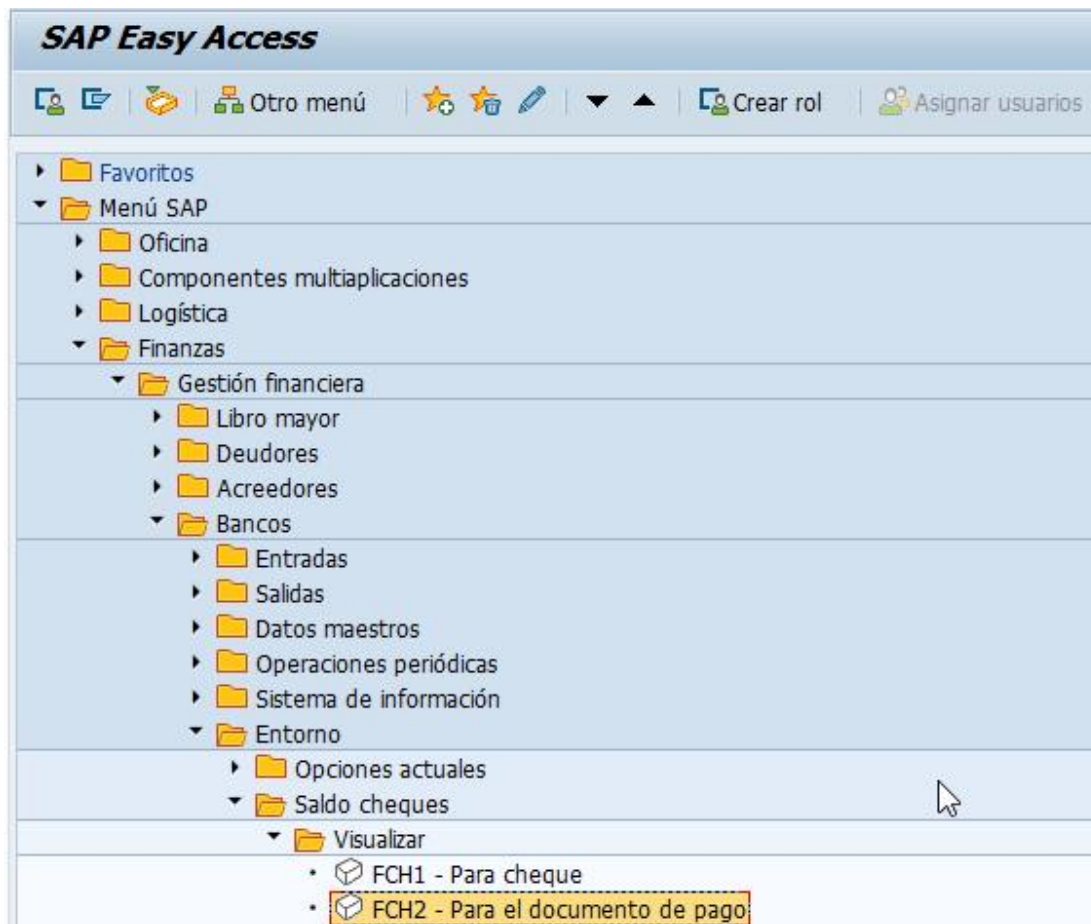 SAP Easy Access
Otro menú Crear rol Asignar usuarios
Favoritos
Menú SAP
Oficina
Componentes multiaplicaciones
Logística
Finanzas
Gestión financiera
Libro mayor
Deudores
Acreedores
Bancos
Entradas
Salidas
Datos maestros
Operaciones periódicas
Sistema de información
Entorno
Opciones actuales
Saldo cheques
Visualizar
FCH1 - Para cheque
FCH2 - Para el documento de pago